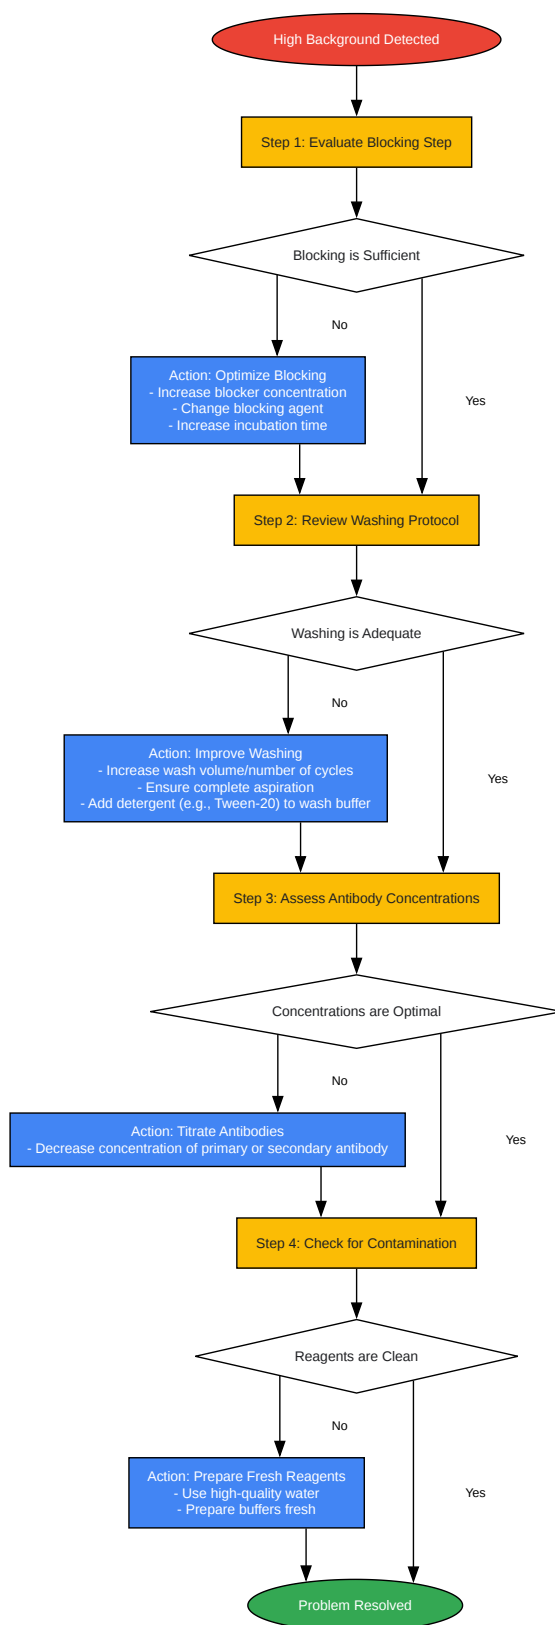 High Background Detected
Step 1: Evaluate Blocking Step
Blocking is Sufficient
No
Action: Optimize Blocking
- Increase blocker concentration
- Change blocking agent
- Increase incubation time
Yes
Step 2: Review Washing Protocol
Washing is Adequate
No
Action: Improve Washing
- Increase wash volume/number of cycles
- Ensure complete aspiration
- Add detergent (e.g., Tween-20) to wash buffer
Yes
Step 3: Assess Antibody Concentrations
Concentrations are Optimal
No
Action: Titrate Antibodies
- Decrease concentration of primary or secondary antibody
Yes
Step 4: Check for Contamination
Reagents are Clean
No
Action: Prepare Fresh Reagents
- Use high-quality water
- Prepare buffers fresh
Yes
Problem Resolved